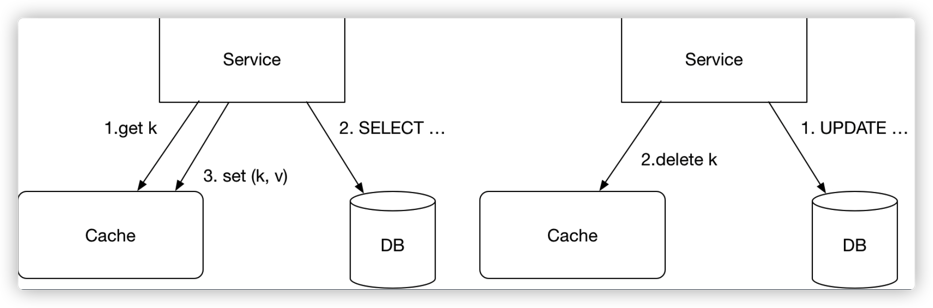 Service
1.get k
2. SELECT ...
3. set (k, v)
Cache
DB
Service
1. UPDATE ...
2.delete k
Cache
DB